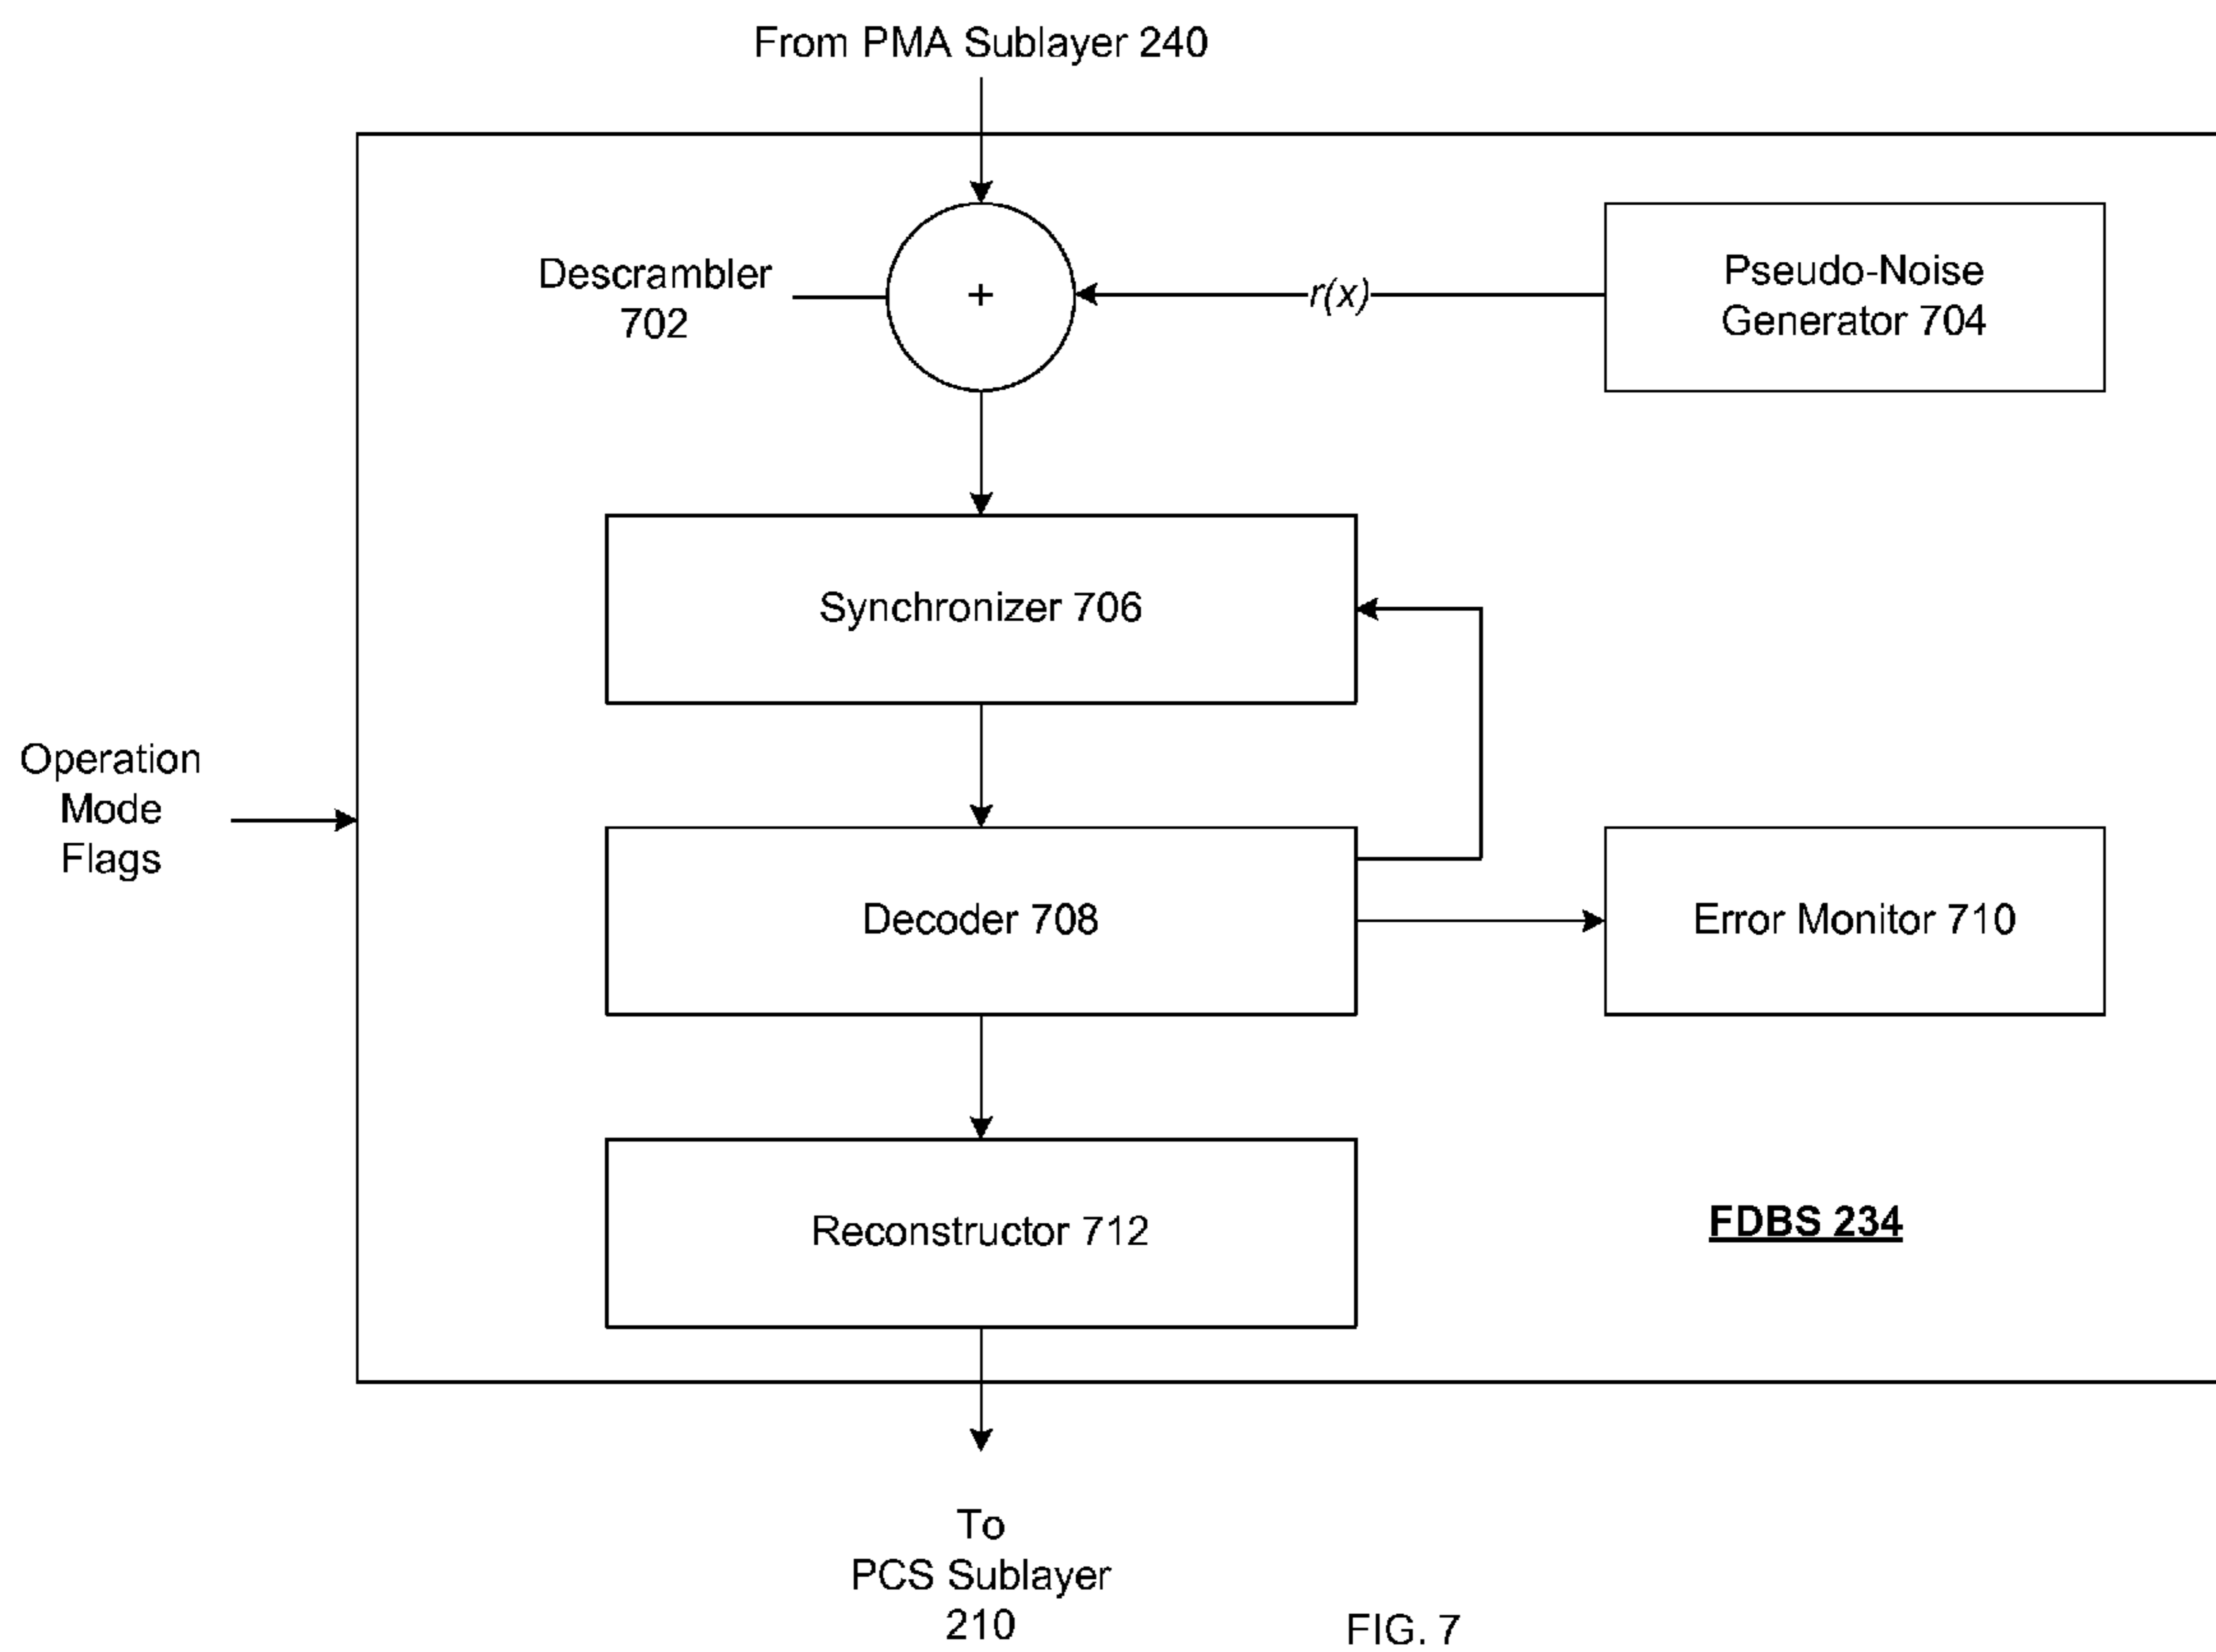 From PMA Sublayer 240
Descrambler
702
+
r(x)
Pseudo-Noise
Generator 704
Synchronizer 706
Operation
Mode
Flags
Decoder 708
Error Monitor 710
Reconstructor 712
FDBS 234
To
PCS Sublayer
210
FIG. 7